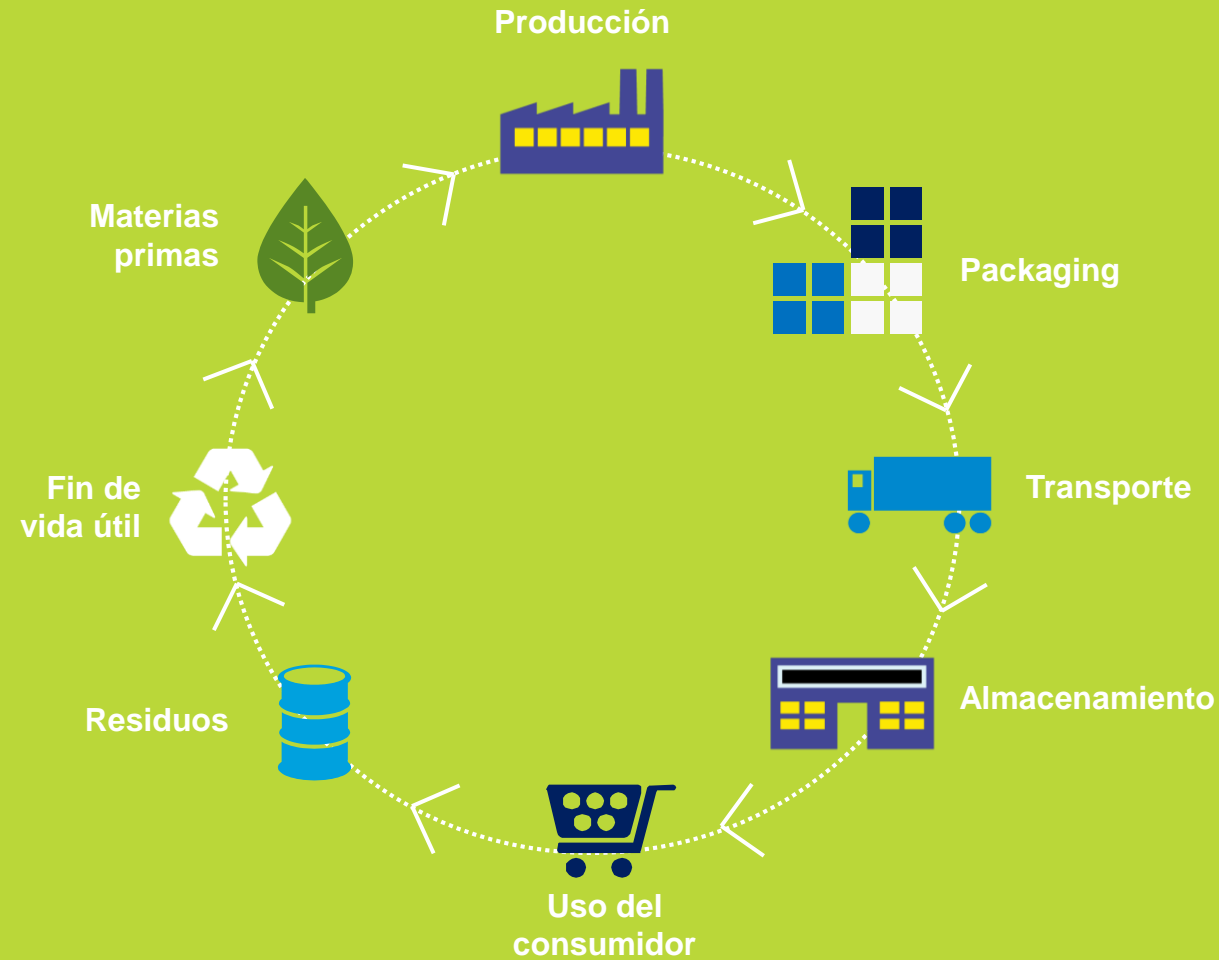 Producción
Materias
primas
Packaging
Fin de
vida útil
Transporte
Residuos
Almacenamiento
Uso del
consumidor